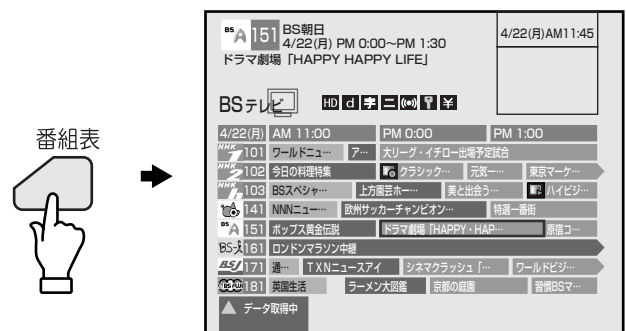 番組表
BS A 151 BS朝日
4/22(月) PM 0:00~PM 1:30
4/22(月)AM11:45
ドラマ劇場「HAPPY HAPPY LIFE」
BSテレビ HD d 字 二 ¥
4/22(月) AM 11:00 PM 0:00 PM 1:00
NHK 1 101 ワールドニュ… ア… 大リーグ・イチロー出場予定試合
NHK 2 102 今日の料理特集 クラシック… 元気一… 東京マーケ…
NHK h 103 BSスペシャ… 上方園芸ホー… 美と出会う… ハイビジ…
141 NNNニュー… 欧州サッカーチャンピオン… 特選一番街
BS A 151 ポップス黄金伝説 ドラマ劇場「HAPPY・HAP… 原宿コ…
BS-i 161 ロンドンマラソン中継
BSJ 171 通… TXNニュースアイ シネマクラッシュ「… ワールドビジ…
181 英国生活 ラーメン大図鑑 京都の庭園 習慣BSマ…
▲ データ取得中